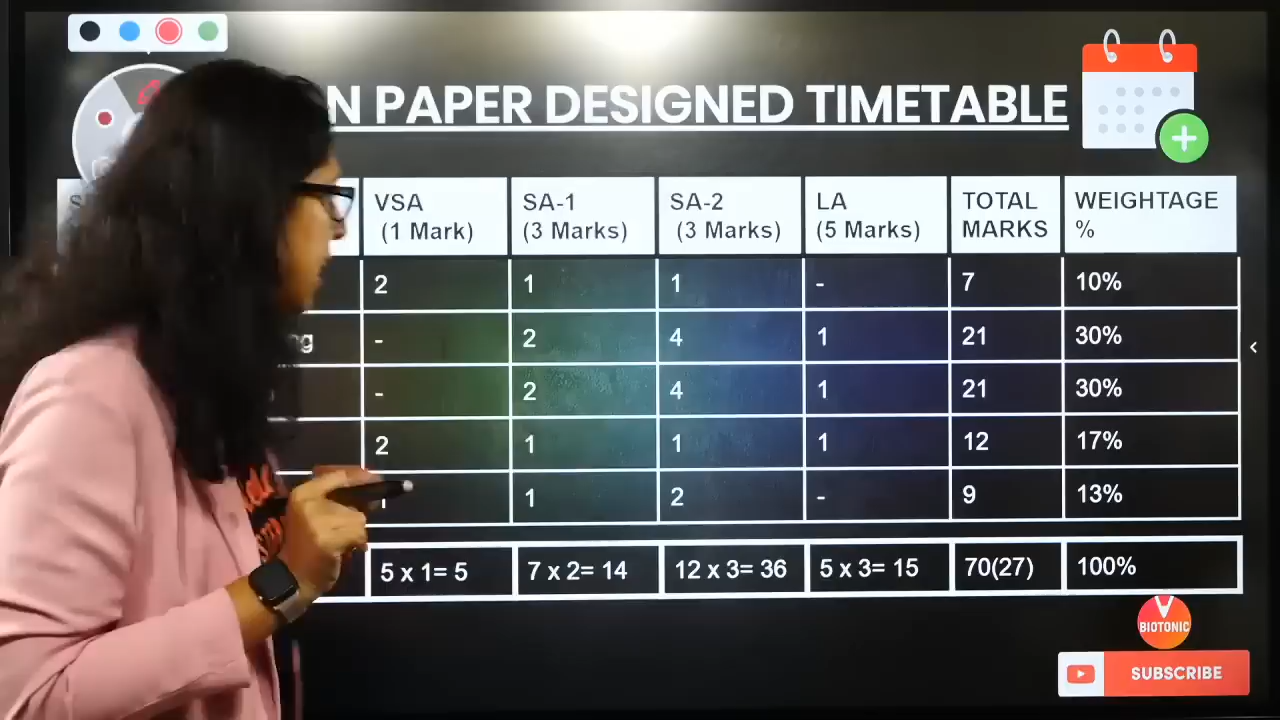 N PAPER DESIGNED TIMETABLE
VSA (1 Mark) SA-1 (3 Marks) SA-2 (3 Marks) LA (5 Marks) TOTAL MARKS WEIGHTAGE %
2 1 1 - 7 10%
- 2 4 1 21 30%
- 2 4 1 21 30%
2 1 1 1 12 17%
1 2 - 9 13%
5 x 1= 5 7 x 2= 14 12 x 3= 36 5 x 3= 15 70(27) 100%
BIOTONIC
SUBSCRIBE